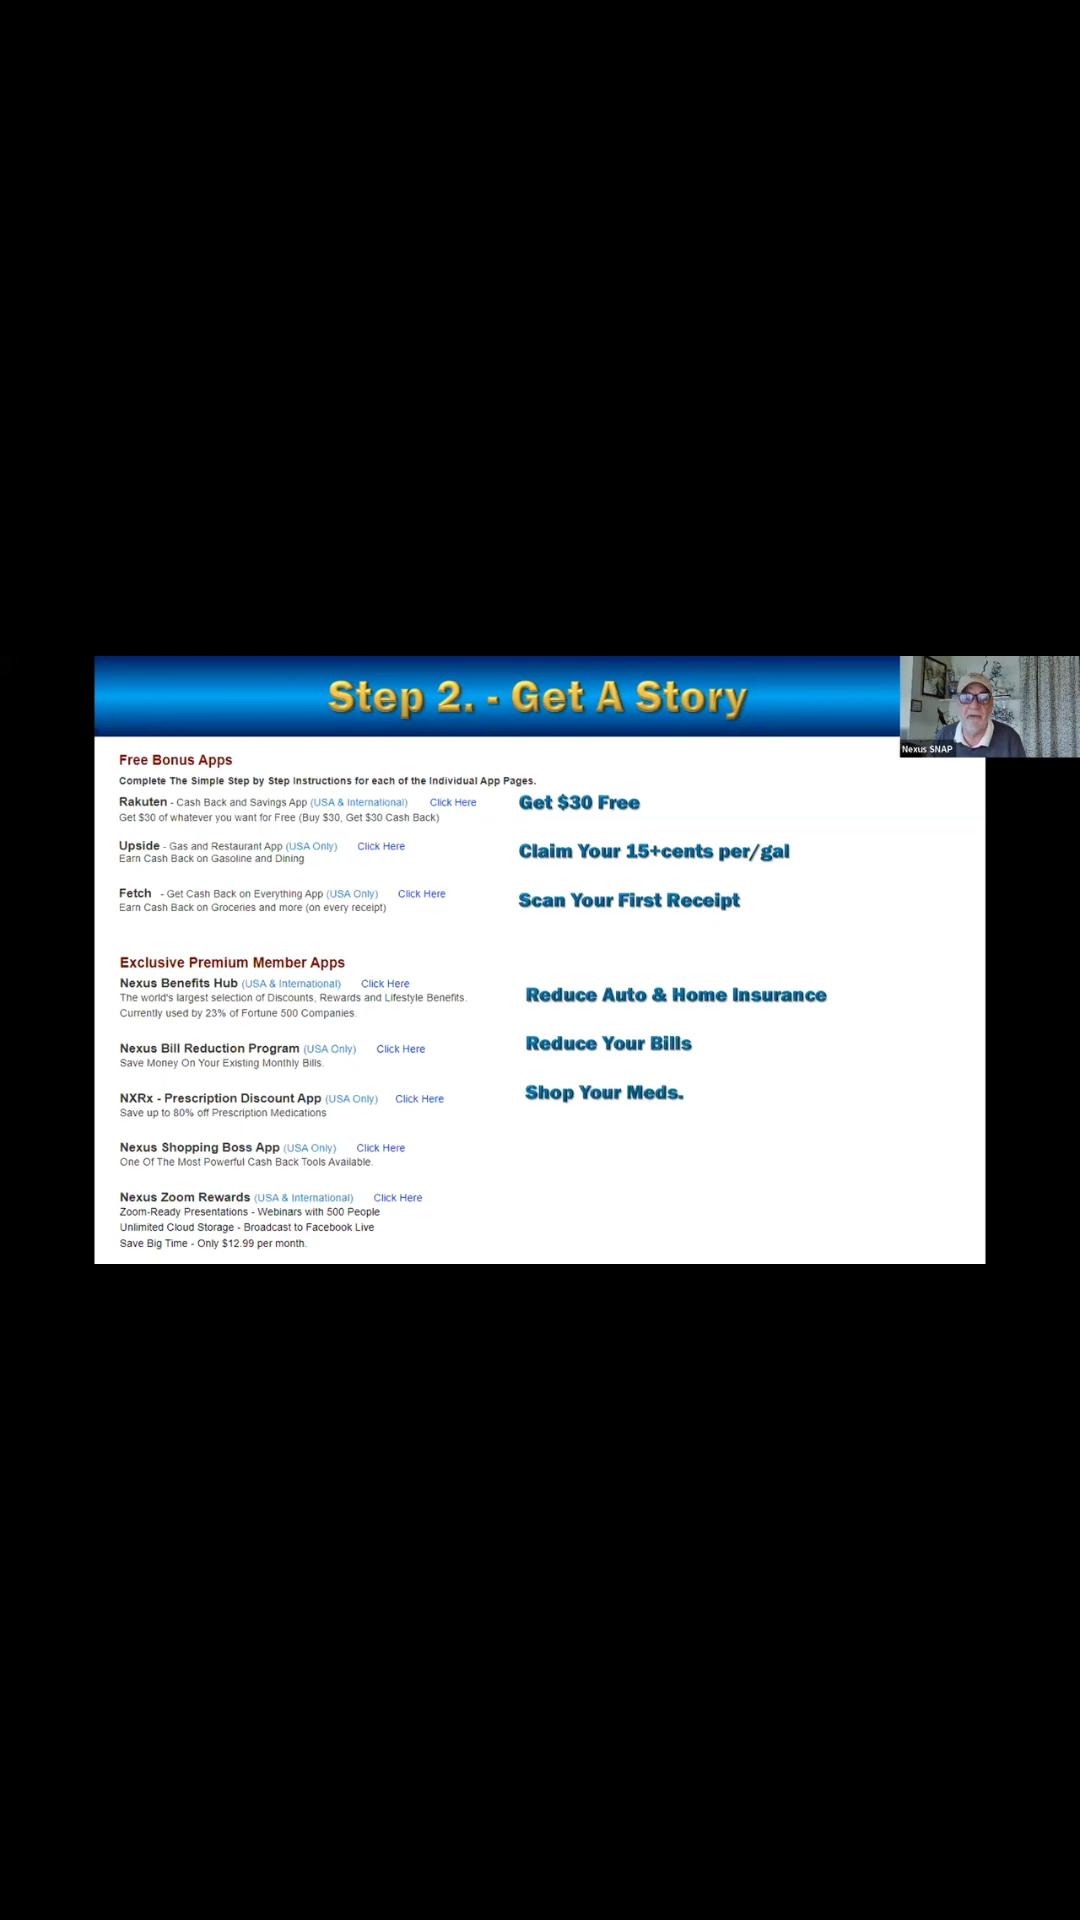 Step 2. - Get A Story
Nexus SNAP
Free Bonus Apps
Complete The Simple Step by Step Instructions for each of the Individual App Pages.
Rakuten - Cash Back and Savings App (USA & International) Click Here
Get $30 of whatever you want for Free (Buy $30, Get $30 Cash Back)
Get $30 Free
Upside - Gas and Restaurant App (USA Only) Click Here
Earn Cash Back on Gasoline and Dining
Claim Your 15+cents per/gal
Fetch - Get Cash Back on Everything App (USA Only) Click Here
Earn Cash Back on Groceries and more (on every receipt)
Scan Your First Receipt
Exclusive Premium Member Apps
Nexus Benefits Hub (USA & International) Click Here
The world's largest selection of Discounts, Rewards and Lifestyle Benefits.
Currently used by 23% of Fortune 500 Companies.
Reduce Auto & Home Insurance
Nexus Bill Reduction Program (USA Only) Click Here
Save Money On Your Existing Monthly Bills.
Reduce Your Bills
NXRx - Prescription Discount App (USA Only) Click Here
Save up to 80% off Prescription Medications
Shop Your Meds.
Nexus Shopping Boss App (USA Only) Click Here
One Of The Most Powerful Cash Back Tools Available.
Nexus Zoom Rewards (USA & International) Click Here
Zoom-Ready Presentations - Webinars with 500 People
Unlimited Cloud Storage - Broadcast to Facebook Live
Save Big Time - Only $12.99 per month.